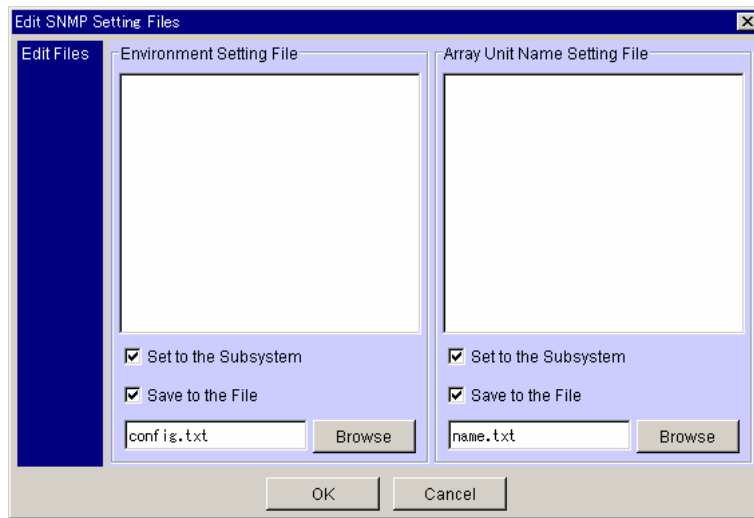 Edit SNMP Setting Files
Edit Files
Environment Setting File
Set to the Subsystem
Save to the File
config.txt
Browse
Array Unit Name Setting File
Set to the Subsystem
Save to the File
name.txt
Browse
OK
Cancel